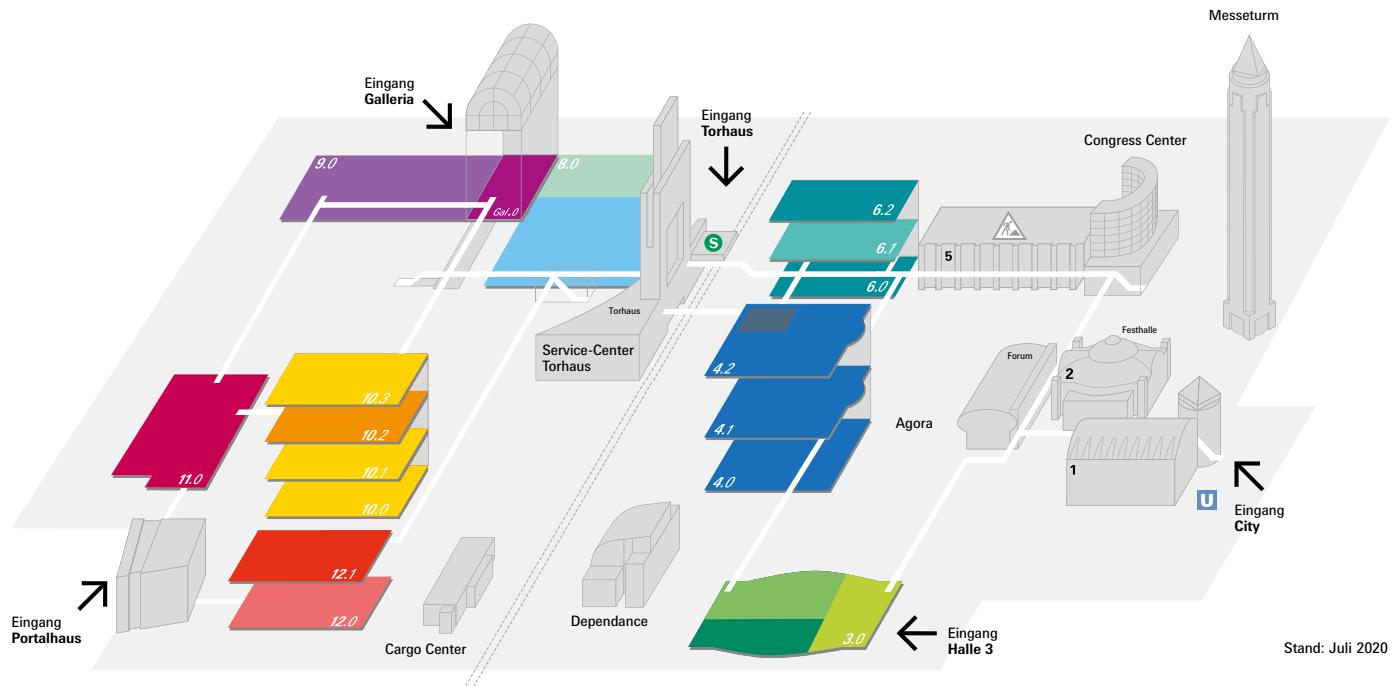 Messeturm
Eingang
Galleria
Eingang
Torhaus
Congress Center
9.0
8.0
Gal.0
S
6.2
6.1
6.0
5
Torhaus
Service-Center
Torhaus
4.2
4.1
4.0
Agora
Forum
Festhalle
2
1
U
Eingang
City
10.3
10.2
10.1
10.0
11.0
12.1
12.0
Eingang
Portalhaus
Cargo Center
Dependance
3.0
Eingang
Halle 3
Stand: Juli 2020